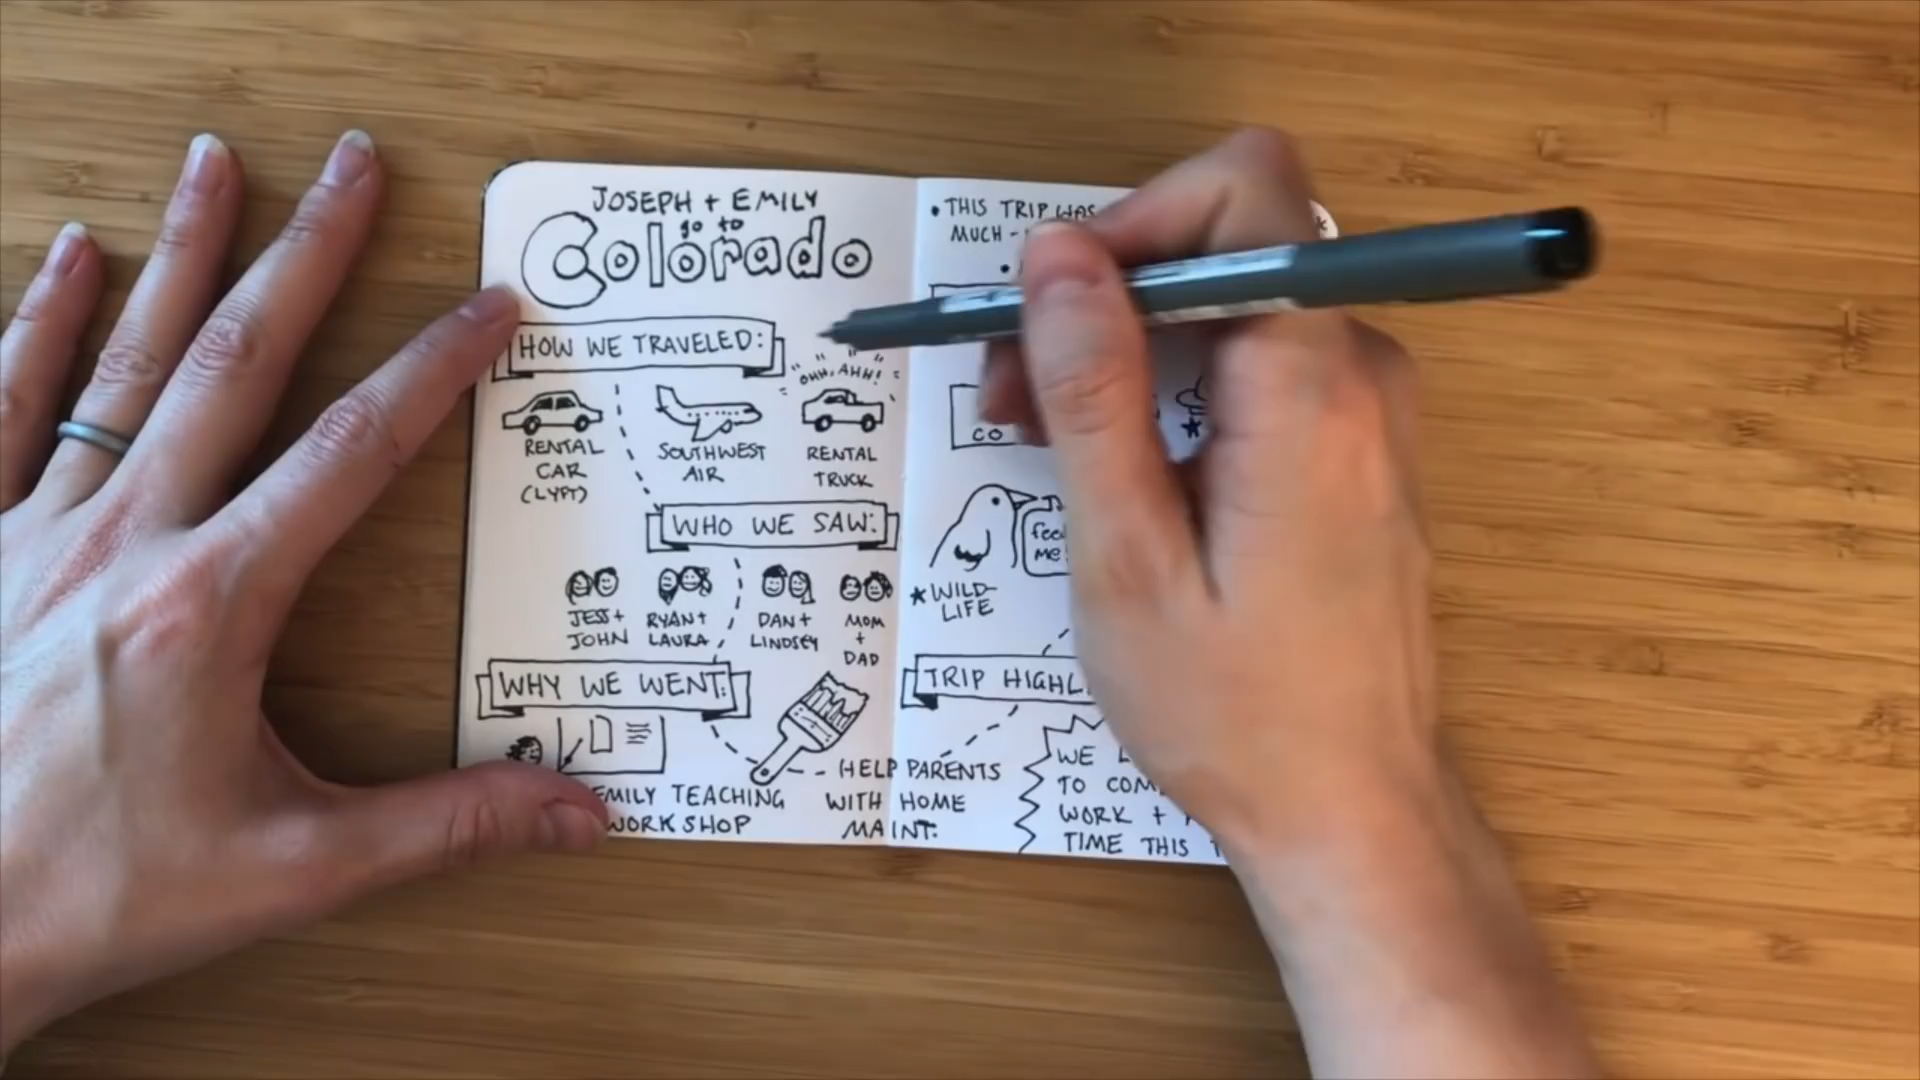 JOSEPH + EMILY
go to
Colorado
HOW WE TRAVELED:
OHH, AHH!
RENTAL
CAR
(LYFT)
SOUTHWEST
AIR
RENTAL
TRUCK
WHO WE SAW:
JESS +
JOHN
RYAN +
LAURA
DAN +
LINDSEY
MOM
+
DAD
WHY WE WENT:
EMILY TEACHING
WORKSHOP
HELP PARENTS
WITH HOME
MAINT.
• THIS TRIP WAS
MUCH -
CO
feed
me!
★ WILD-
LIFE
TRIP
WE
TO
WORK +
TIME THIS